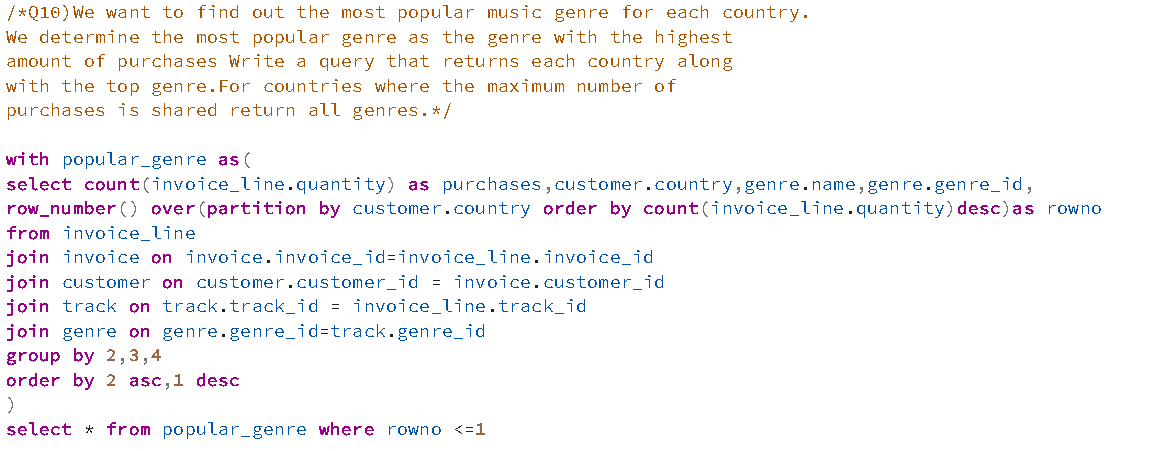 /*Q10)We want to find out the most popular music genre for each country.
We determine the most popular genre as the genre with the highest
amount of purchases Write a query that returns each country along
with the top genre.For countries where the maximum number of
purchases is shared return all genres.*/
with popular_genre as(
select count(invoice_line.quantity) as purchases,customer.country,genre.name,genre.genre_id,
row_number() over(partition by customer.country order by count(invoice_line.quantity)desc)as rowno
from invoice_line
join invoice on invoice.invoice_id=invoice_line.invoice_id
join customer on customer.customer_id = invoice.customer_id
join track on track.track_id = invoice_line.track_id
join genre on genre.genre_id=track.genre_id
group by 2,3,4
order by 2 asc,1 desc
)
select * from popular_genre where rowno <=1